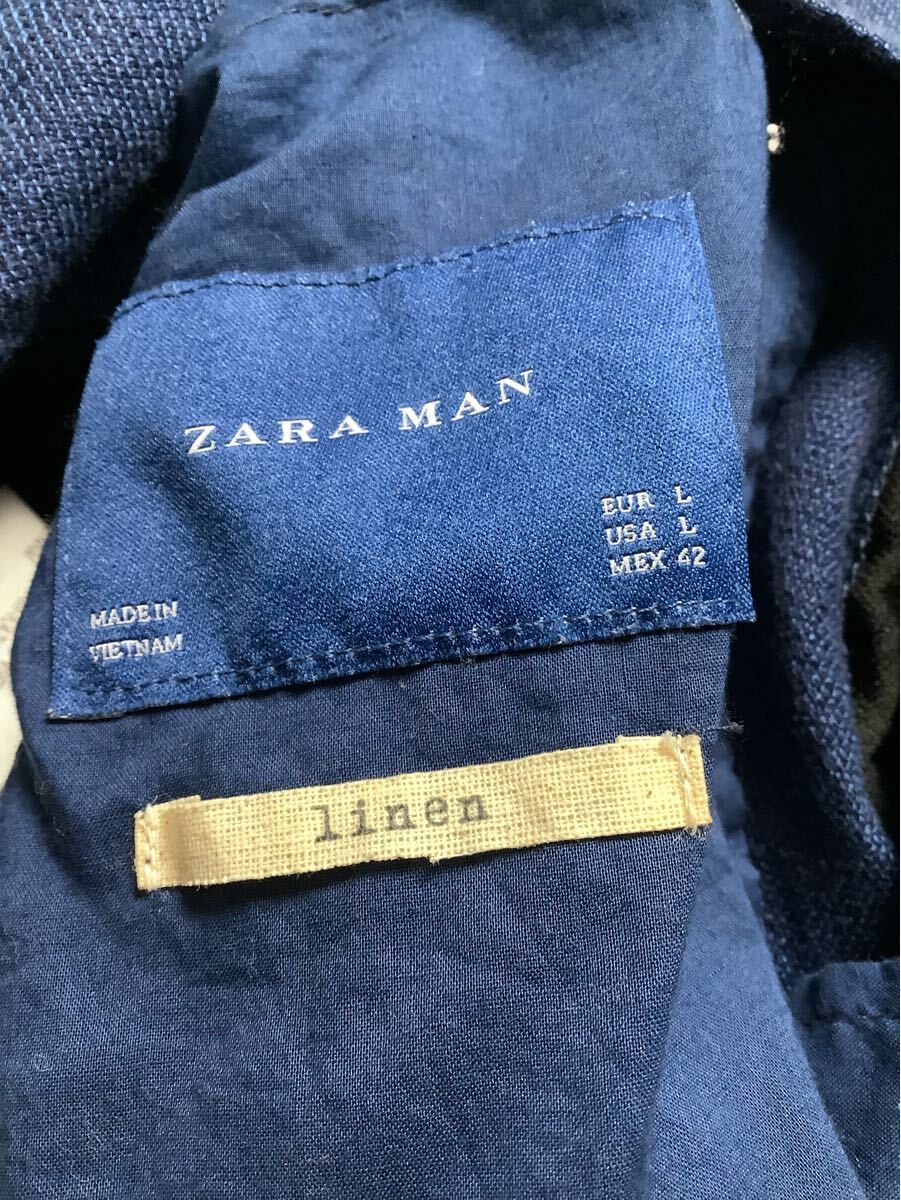 ZARA MAN
EUR L
USA L
MEX 42
MADE IN
VIETNAM
linen